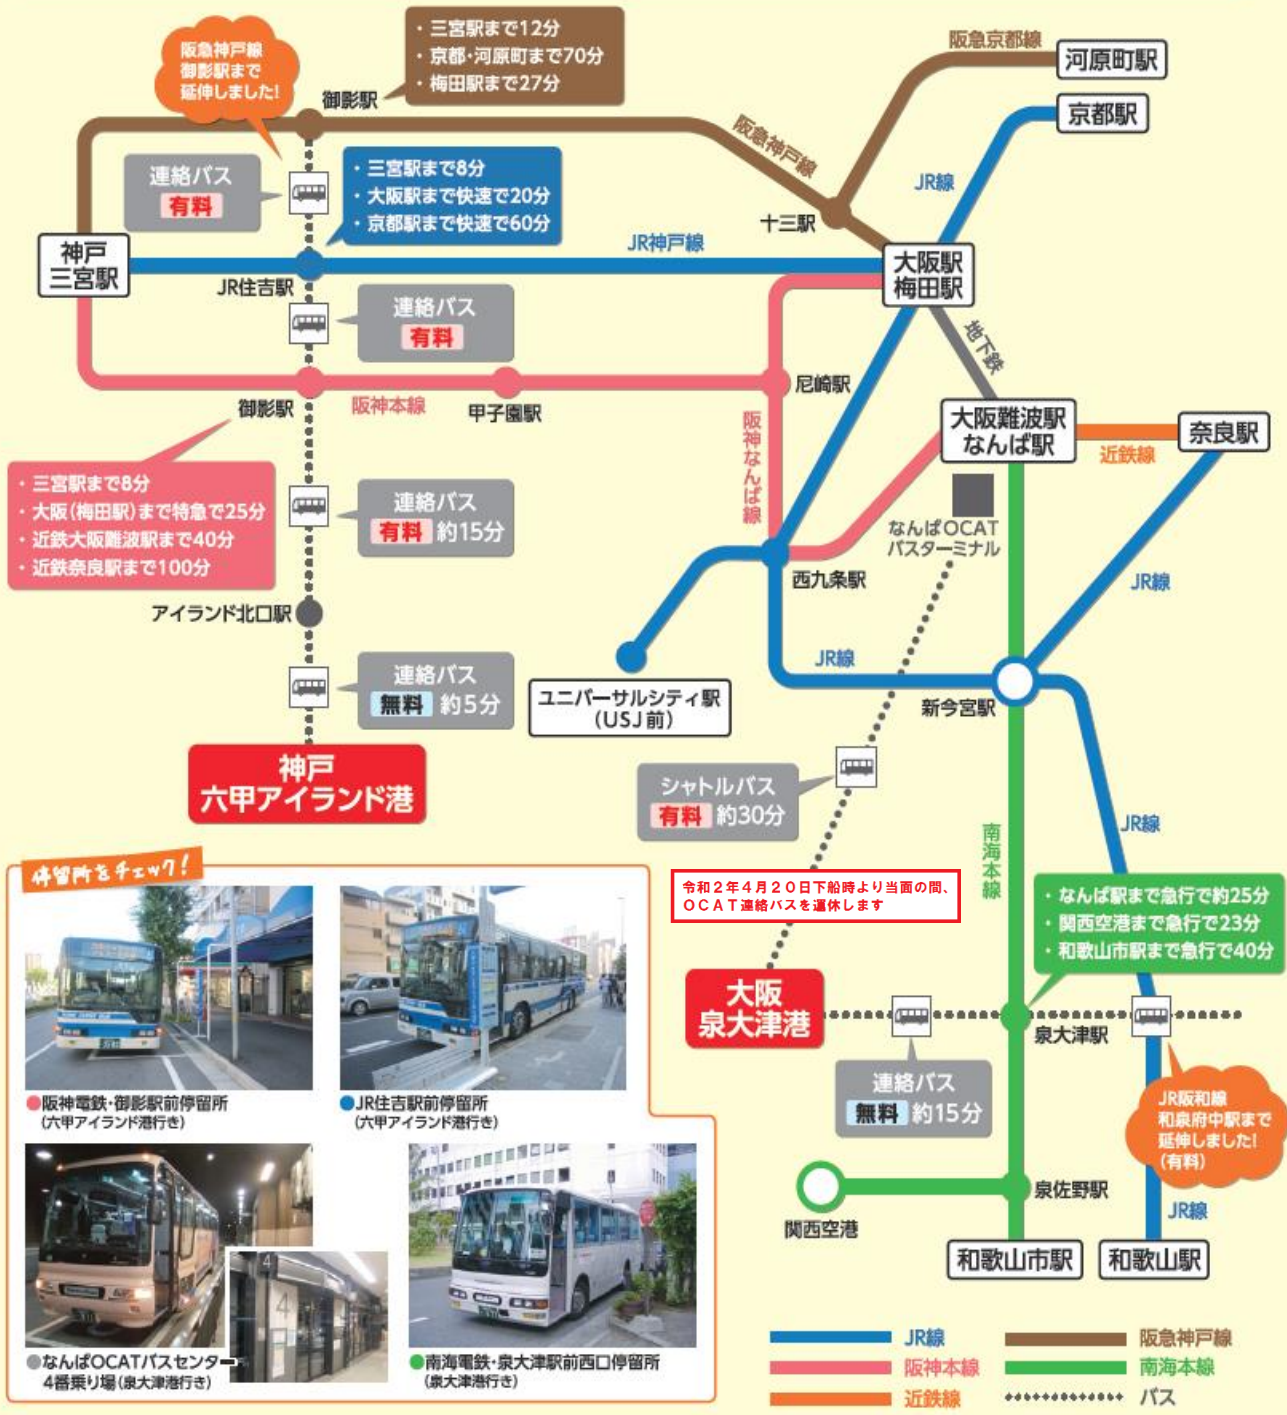 阪急神戸線
御影駅まで
延伸しました!
・三宮駅まで12分
・京都・河原町まで70分
・梅田駅まで27分
御影駅
阪急京都線
河原町駅
京都駅
阪急神戸線
JR線
十三駅
連絡バス
有料
・三宮駅まで8分
・大阪駅まで快速で20分
・京都駅まで快速で60分
神戸
三宮駅
JR神戸線
JR住吉駅
大阪駅
梅田駅
連絡バス
有料
地下鉄
御影駅
阪神本線
甲子園駅
尼崎駅
阪神なんば線
大阪難波駅
なんば駅
近鉄線
奈良駅
・三宮駅まで8分
・大阪(梅田駅)まで特急で25分
・近鉄大阪難波駅まで40分
・近鉄奈良駅まで100分
連絡バス
有料 約15分
なんばOCAT
バスターミナル
西九条駅
JR線
アイランド北口駅
連絡バス
無料 約5分
ユニバーサルシティ駅
(USJ前)
JR線
新今宮駅
神戸
六甲アイランド港
シャトルバス
有料 約30分
南海本線
JR線
令和2年4月20日下船時より当面の間、
OCAT連絡バスを運休します
・なんば駅まで急行で約25分
・関西空港まで急行で23分
・和歌山市駅まで急行で40分
大阪
泉大津港
泉大津駅
連絡バス
無料 約15分
JR阪和線
和泉府中駅まで
延伸しました!
(有料)
関西空港
泉佐野駅
JR線
和歌山市駅
和歌山駅
停留所をチェック!
●阪神電鉄・御影駅前停留所
(六甲アイランド港行き)
●JR住吉駅前停留所
(六甲アイランド港行き)
4
4
●なんばOCATバスセンター
4番乗り場(泉大津港行き)
●南海電鉄・泉大津駅前西口停留所
(泉大津港行き)
JR線
阪急神戸線
阪神本線
南海本線
近鉄線
バス